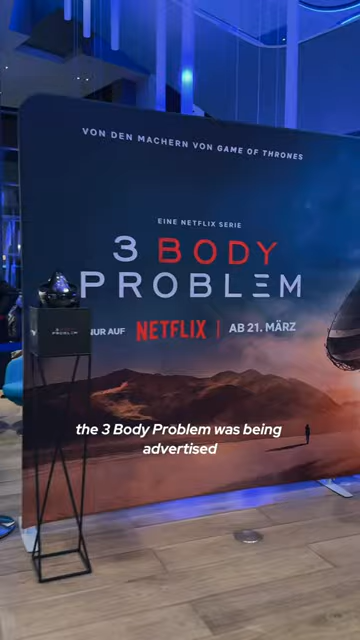 VON DEN MACHERN VON GAME OF THRONES
EINE NETFLIX SERIE
3 BODY
PROBLEM
NUR AUF NETFLIX | AB 21. MÄRZ
PROBLEM
the 3 Body Problem was being
advertised